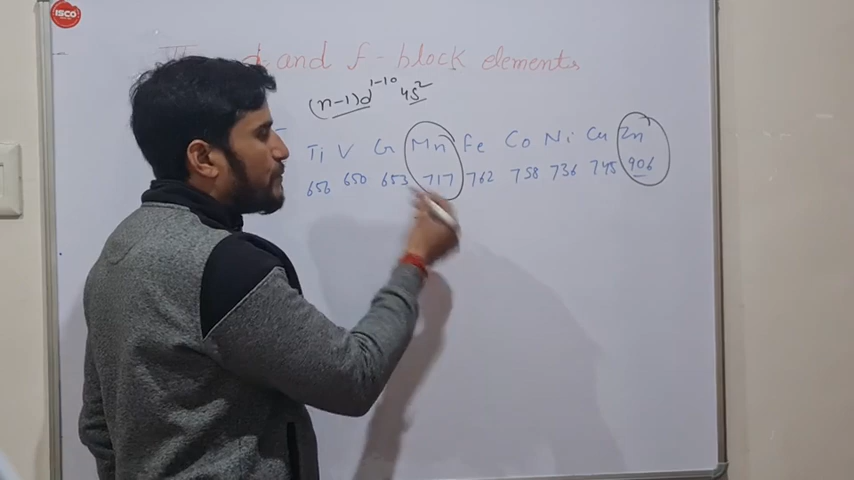 ISCO
d and f-block elements
(n-1)d¹⁻¹⁰ 4s²
Ti V Cr Mn Fe Co Ni Cu Zn
656 650 653 717 762 758 736 745 906